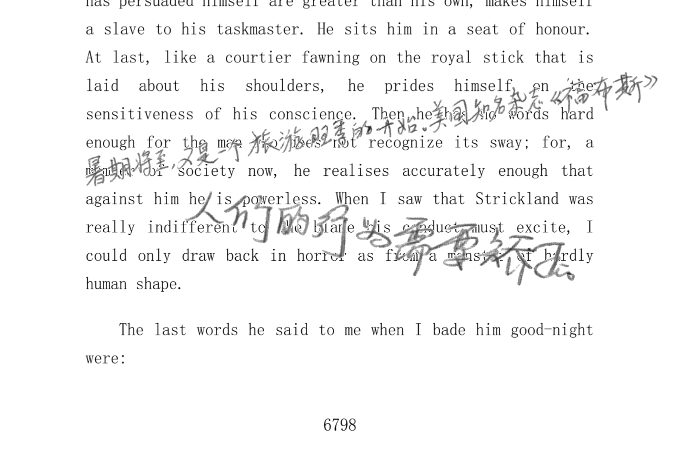 has persuaded himself are greater than his own, makes himself
a slave to his taskmaster. He sits him in a seat of honour.
At last, like a courtier fawning on the royal stick that is
laid about his shoulders, he prides himself on the
sensitiveness of his conscience. Then he has no words hard
enough for the man who does not recognize its sway; for, a
member of society now, he realises accurately enough that
against him he is powerless. When I saw that Strickland was
really indifferent to the blame his conduct must excite, I
could only draw back in horror as from a monster of hardly
human shape.
The last words he said to me when I bade him good-night
were:
暑期将至,又是一个旅游旺季的开始。美国知名杂志《福布斯》
人们的行为需要矫正。
6798